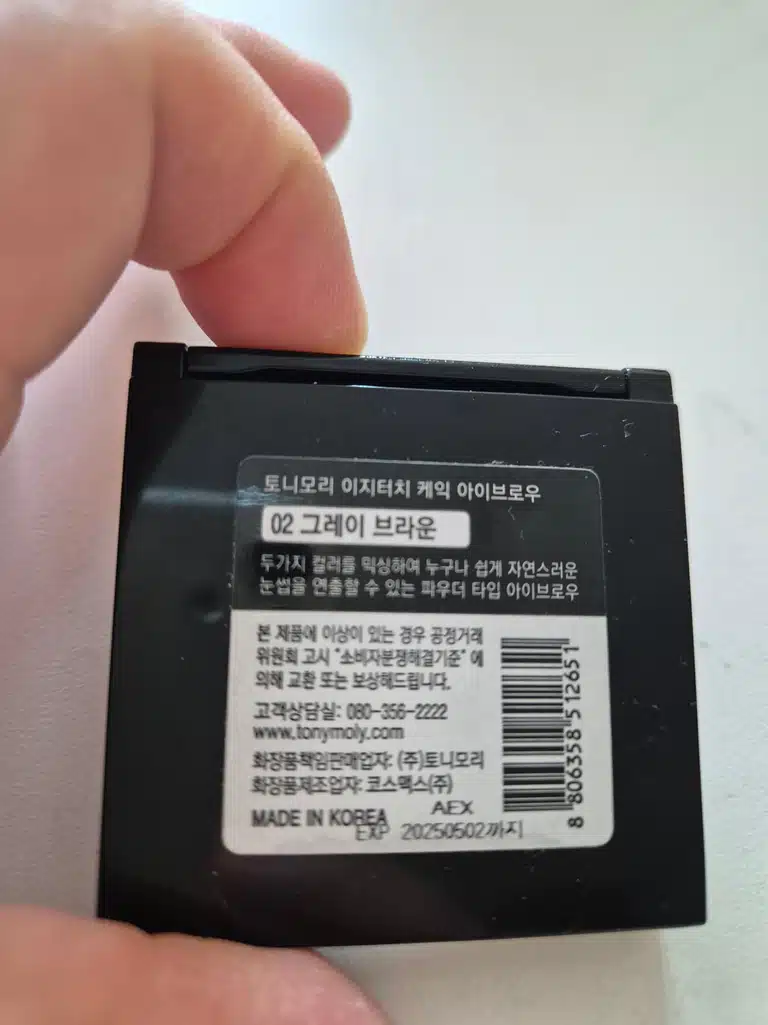 토니모리 이지터치 케익 아이브로우
02 그레이 브라운
두가지 컬러를 믹싱하여 누구나 쉽게 자연스러운
눈썹을 연출할 수 있는 파우더 타입 아이브로우
본 제품에 이상이 있는 경우 공정거래
위원회 고시 "소비자분쟁해결기준" 에
의해 교환 또는 보상해드립니다.
고객상담실: 080-356-2222
www.tonymoly.com
화장품책임판매업자: (주)토니모리
화장품제조업자: 코스맥스(주)
MADE IN KOREA
AEX
EXP 20250502까지
8 806358 512651